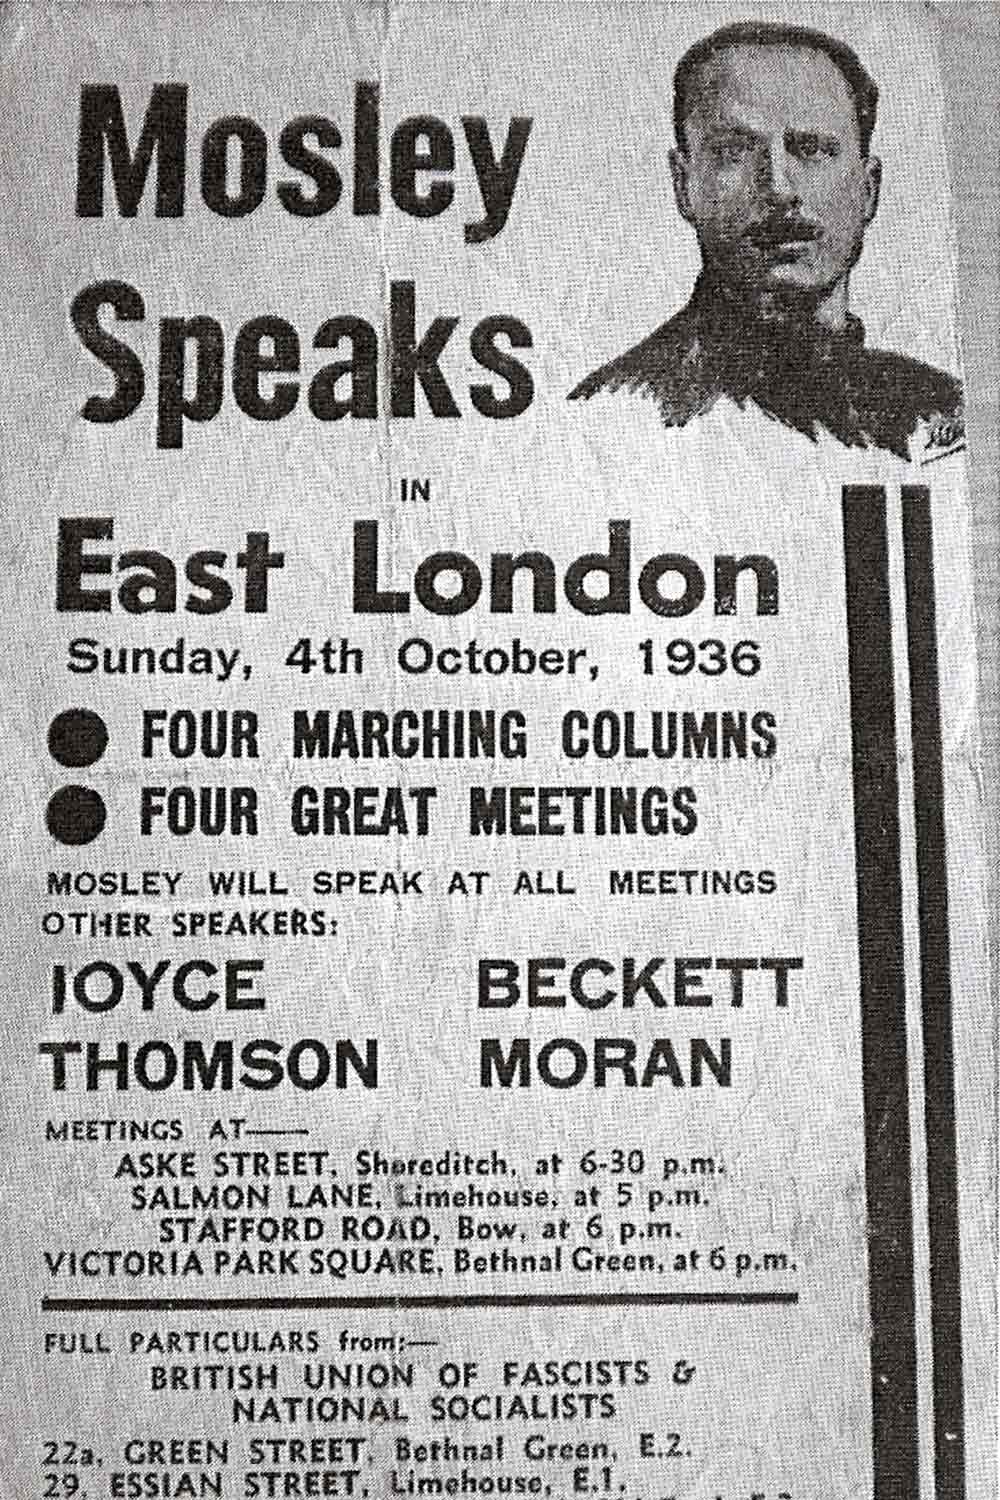 Mosley
Speaks
IN
East London
Sunday, 4th October, 1936
FOUR MARCHING COLUMNS
FOUR GREAT MEETINGS
MOSLEY WILL SPEAK AT ALL MEETINGS
OTHER SPEAKERS:
JOYCE BECKETT
THOMSON MORAN
MEETINGS AT—
ASKE STREET, Shoreditch, at 6-30 p.m.
SALMON LANE, Limehouse, at 5 p.m.
STAFFORD ROAD, Bow, at 6 p.m.
VICTORIA PARK SQUARE, Bethnal Green, at 6 p.m.
FULL PARTICULARS from:—
BRITISH UNION OF FASCISTS &
NATIONAL SOCIALISTS
22a, GREEN STREET, Bethnal Green, E.2.
29, ESSIAN STREET, Limehouse, E.1.